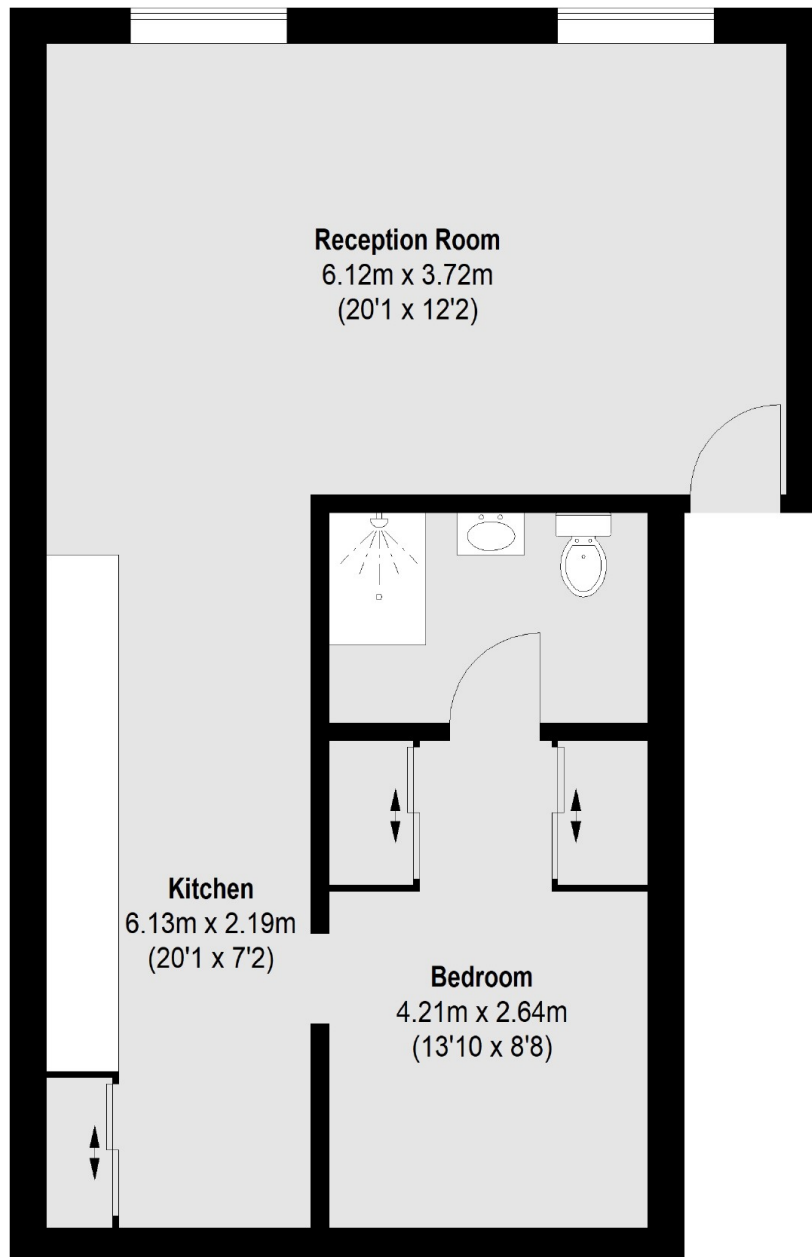 Reception Room
6.12m x 3.72m
(20'1 x 12'2)
Kitchen
6.13m x 2.19m
(20'1 x 7'2)
Bedroom
4.21m x 2.64m
(13'10 x 8'8)